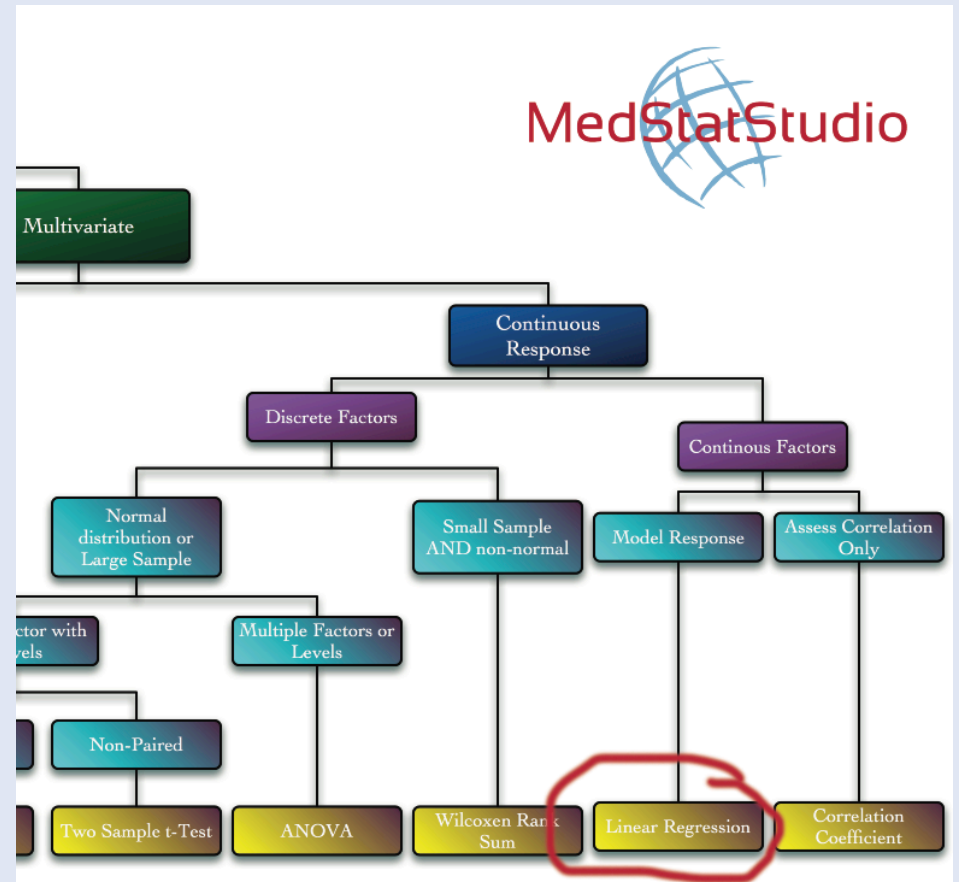 MedStatStudio
Multivariate
Continuous
Response
Discrete Factors
Continous Factors
Normal
distribution or
Large Sample
Small Sample
AND non-normal
Model Response
Assess Correlation
Only
with
Multiple Factors or
Levels
Non-Paired
Two Sample t-Test
ANOVA
Wilcoxen Rank
Sum
Linear Regression
Correlation
Coefficient